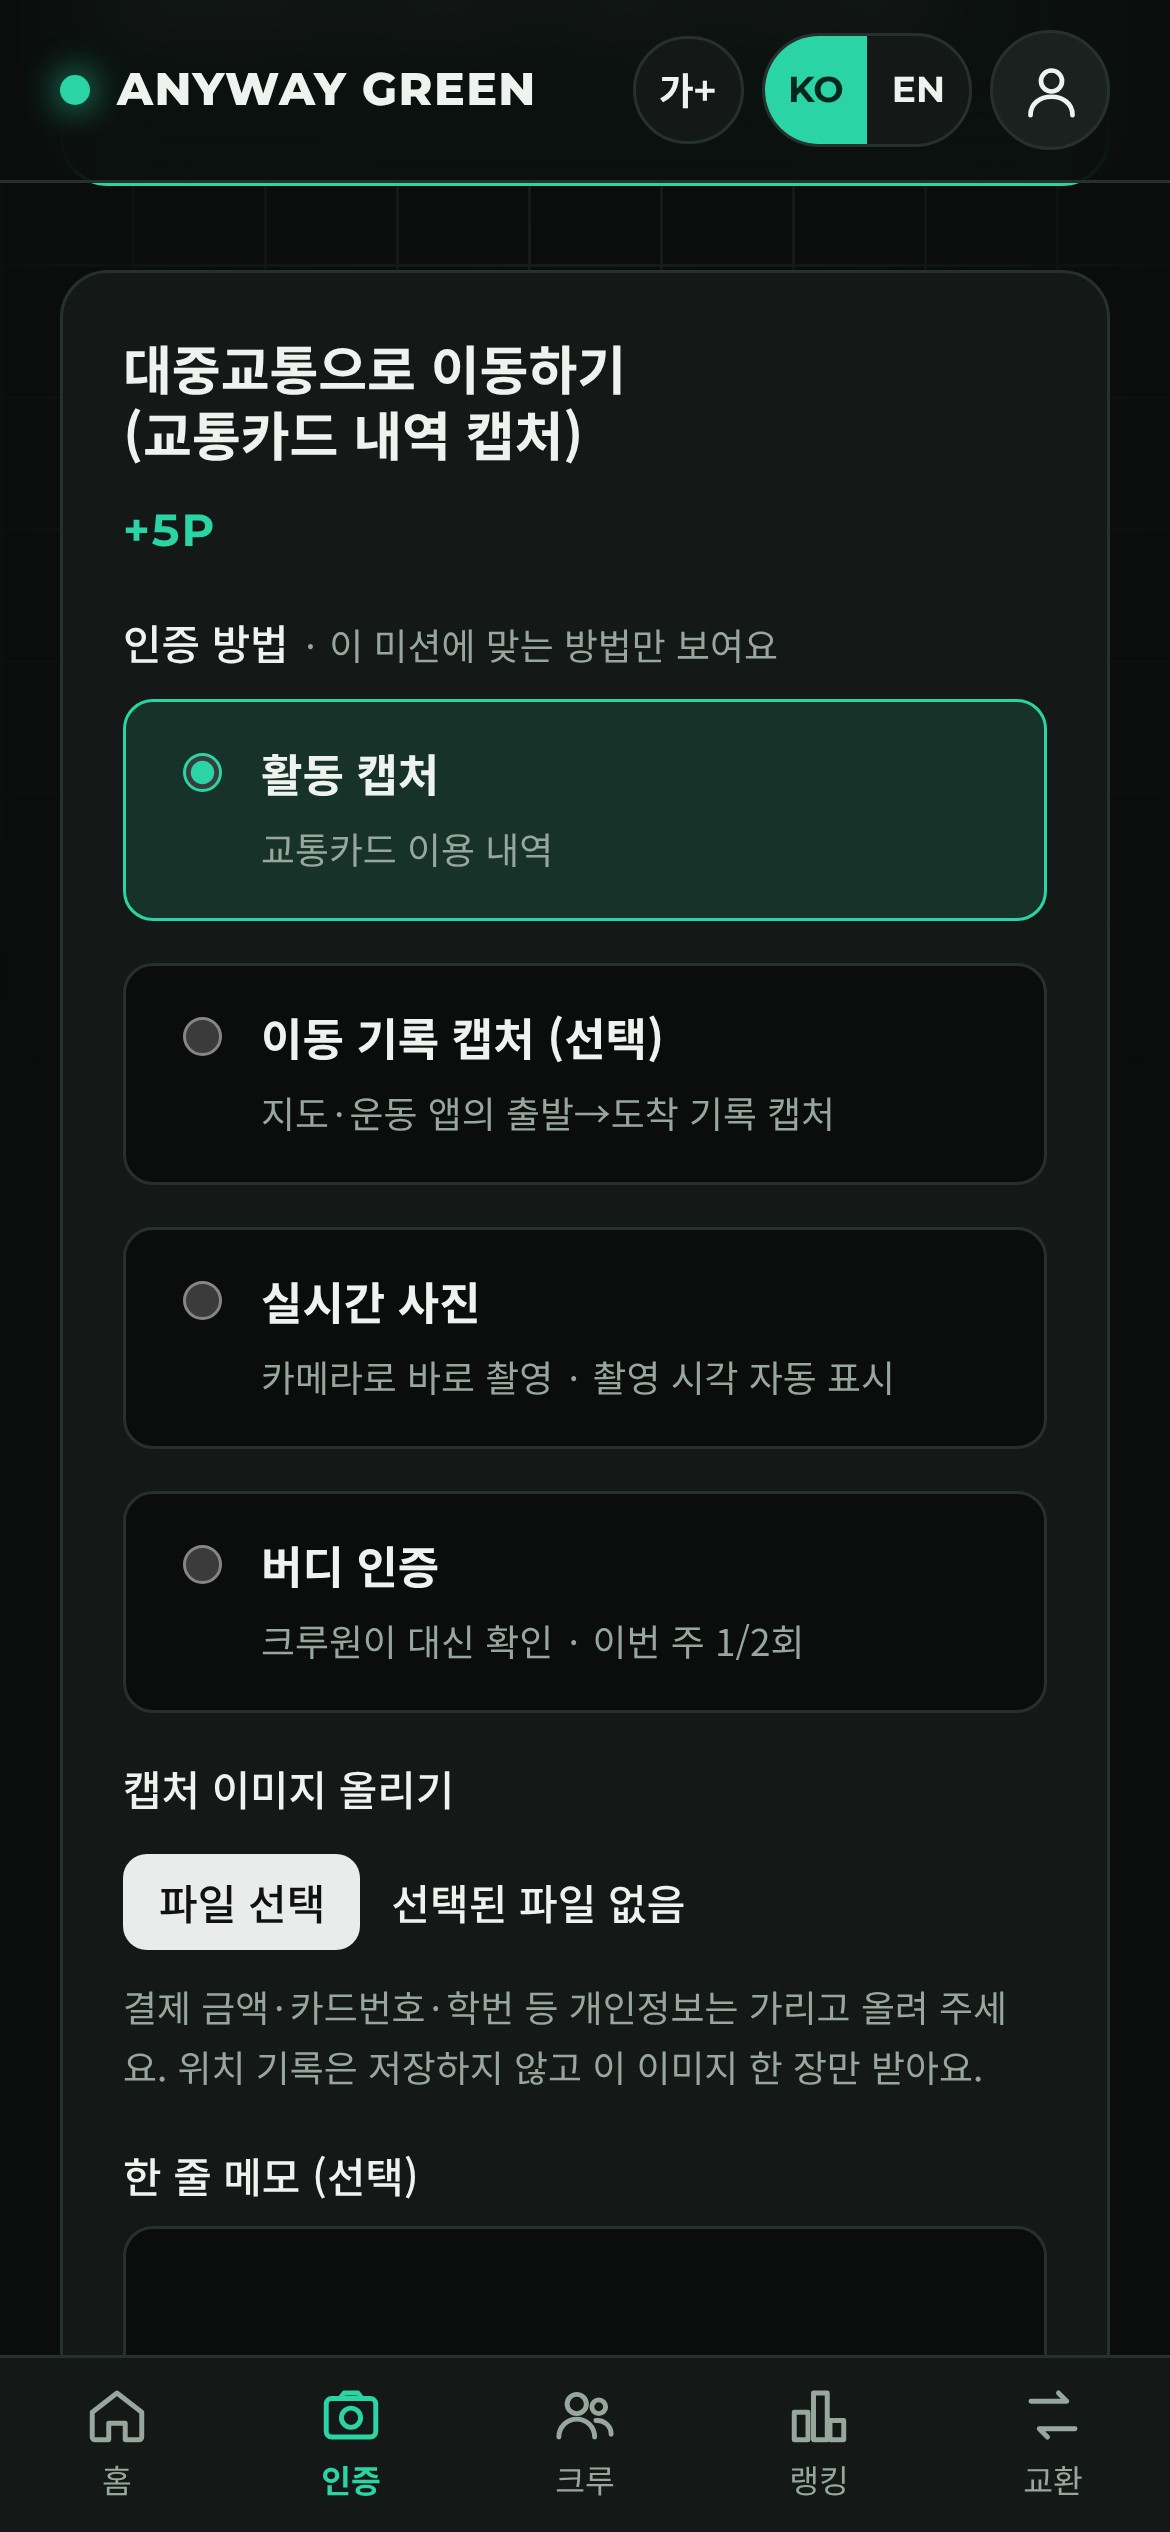 ANYWAY GREEN
가+
KO
EN
대중교통으로 이동하기
(교통카드 내역 캡처)
+5P
인증 방법 · 이 미션에 맞는 방법만 보여요
활동 캡처
교통카드 이용 내역
이동 기록 캡처 (선택)
지도·운동 앱의 출발→도착 기록 캡처
실시간 사진
카메라로 바로 촬영 · 촬영 시각 자동 표시
버디 인증
크루원이 대신 확인 · 이번 주 1/2회
캡처 이미지 올리기
파일 선택
선택된 파일 없음
결제 금액·카드번호·학번 등 개인정보는 가리고 올려 주세
요. 위치 기록은 저장하지 않고 이 이미지 한 장만 받아요.
한 줄 메모 (선택)
홈
인증
크루
랭킹
교환